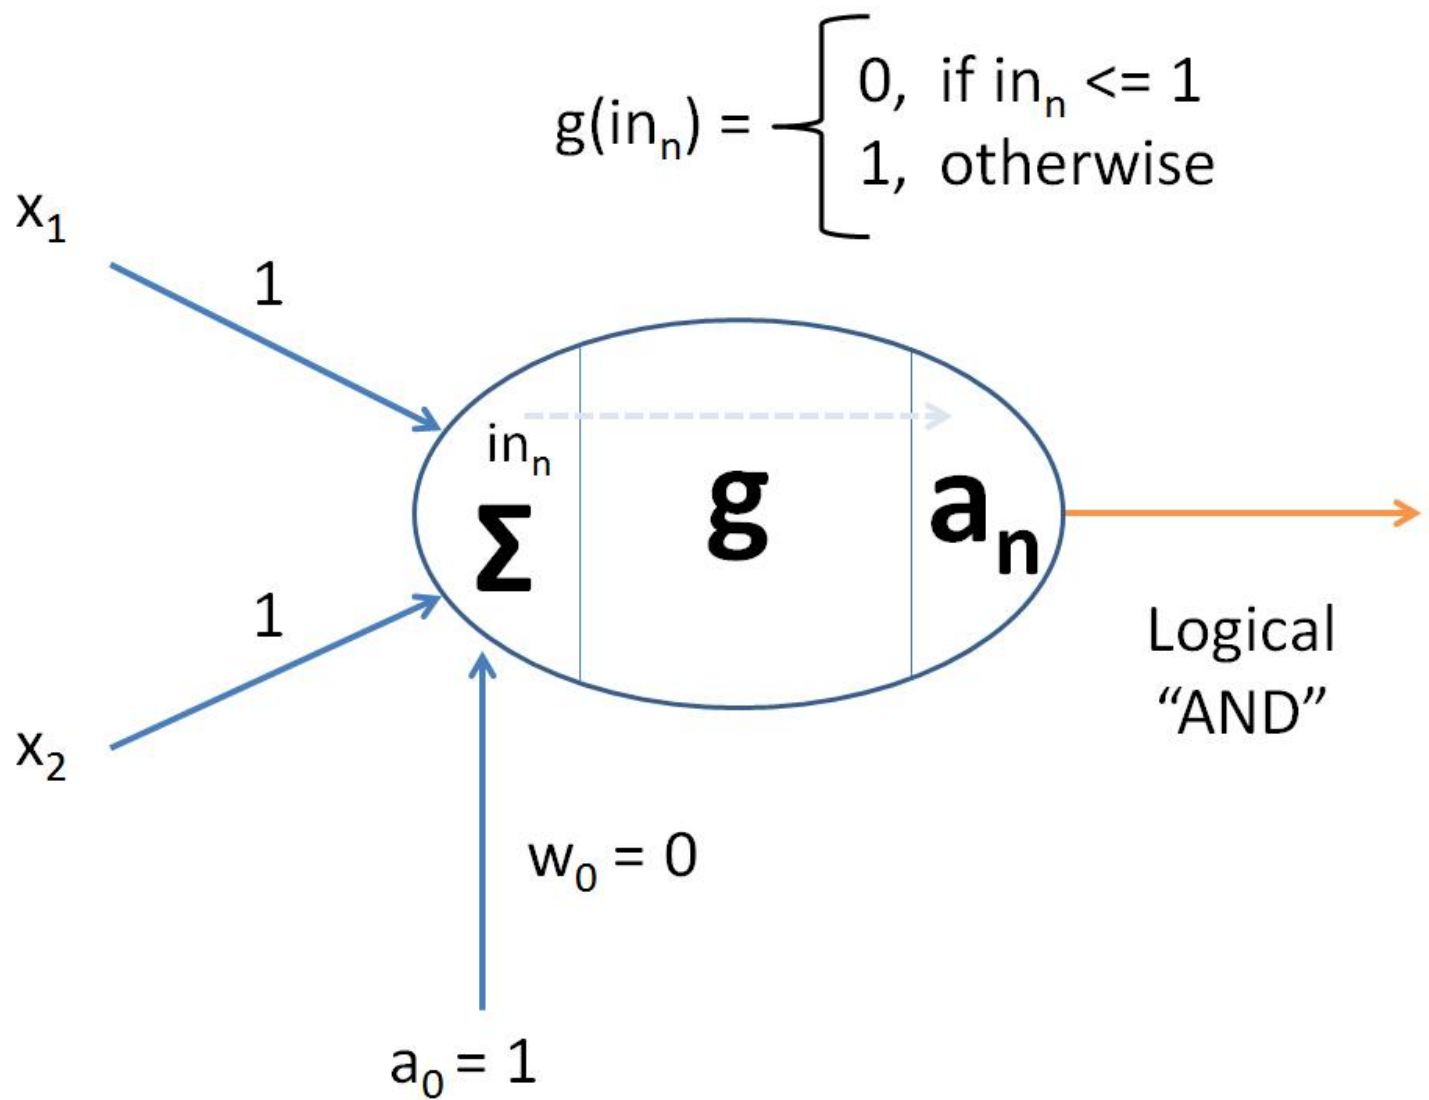 g(inₙ) = 0, if inₙ <= 1
1, otherwise
x₁
1
inₙ
Σ
g
aₙ
1
x₂
Logical
“AND”
w₀ = 0
a₀ = 1